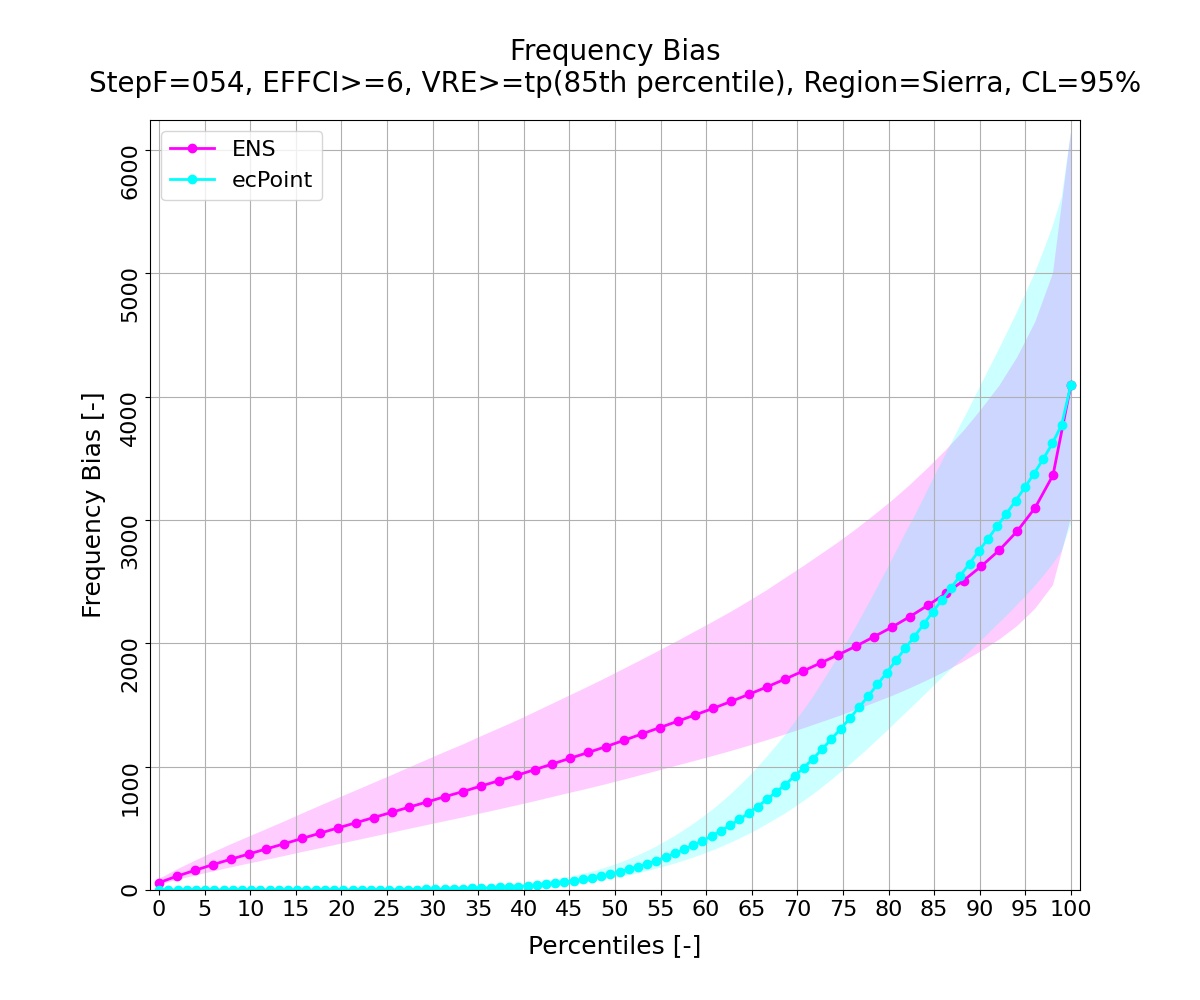 Frequency Bias
StepF=054, EFFCI>=6, VRE>=tp(85th percentile), Region=Sierra, CL=95%
ENS
ecPoint
6000
5000
4000
3000
2000
1000
0
Frequency Bias [-]
0 5 10 15 20 25 30 35 40 45 50 55 60 65 70 75 80 85 90 95 100
Percentiles [-]